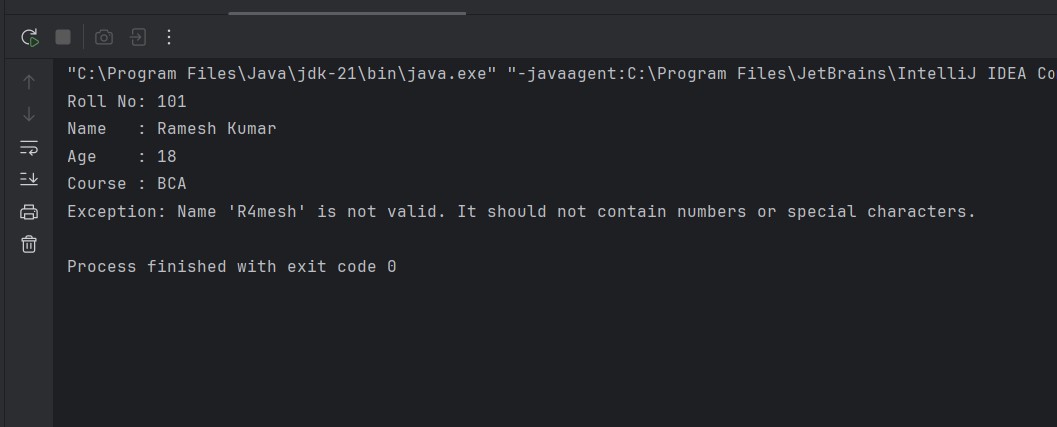 "C:\Program Files\Java\jdk-21\bin\java.exe" "-javaagent:C:\Program Files\JetBrains\IntelliJ IDEA Co
Roll No: 101
Name   : Ramesh Kumar
Age    : 18
Course : BCA
Exception: Name 'R4mesh' is not valid. It should not contain numbers or special characters.
Process finished with exit code 0